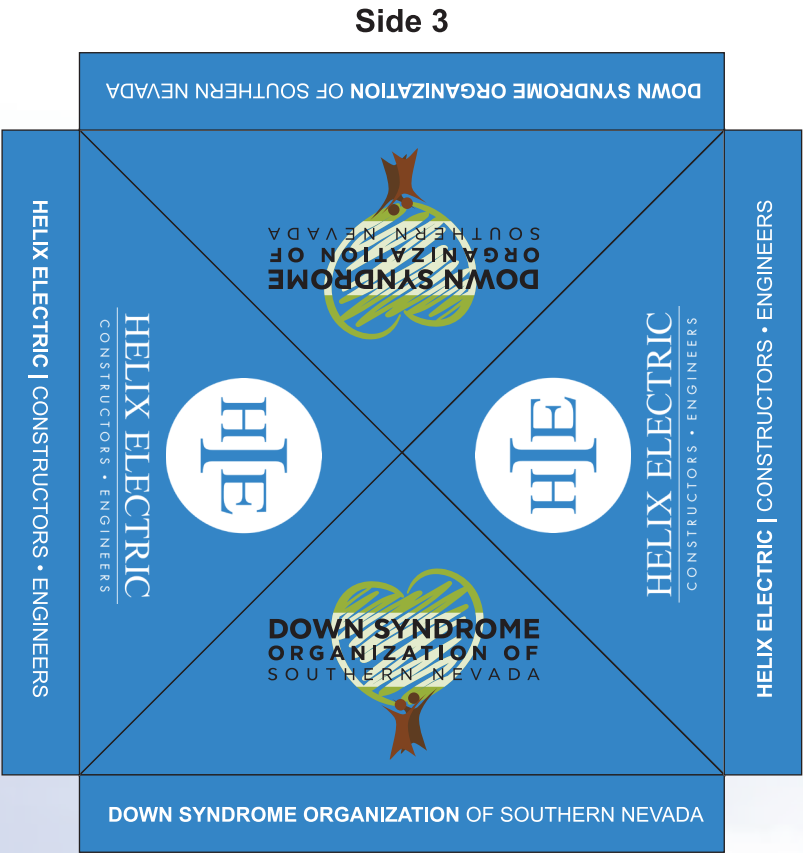 Side 3
DOWN SYNDROME ORGANIZATION OF SOUTHERN NEVADA
DOWN SYNDROME
ORGANIZATION OF
SOUTHERN NEVADA
HELIX ELECTRIC | CONSTRUCTORS • ENGINEERS
HELIX ELECTRIC
CONSTRUCTORS • ENGINEERS
HIE
HIE
HELIX ELECTRIC
CONSTRUCTORS • ENGINEERS
HELIX ELECTRIC | CONSTRUCTORS • ENGINEERS
DOWN SYNDROME
ORGANIZATION OF
SOUTHERN NEVADA
DOWN SYNDROME ORGANIZATION OF SOUTHERN NEVADA